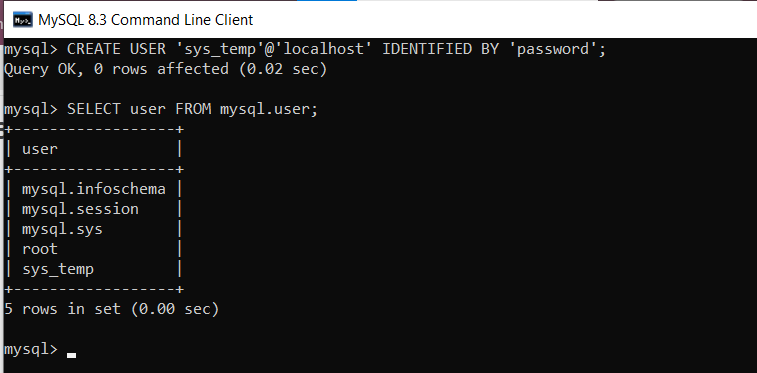 MySQL 8.3 Command Line Client
mysql> CREATE USER 'sys_temp'@'localhost' IDENTIFIED BY 'password';
Query OK, 0 rows affected (0.02 sec)
mysql> SELECT user FROM mysql.user;
+------------------+
| user             |
+------------------+
| mysql.infoschema |
| mysql.session    |
| mysql.sys        |
| root             |
| sys_temp         |
+------------------+
5 rows in set (0.00 sec)
mysql>